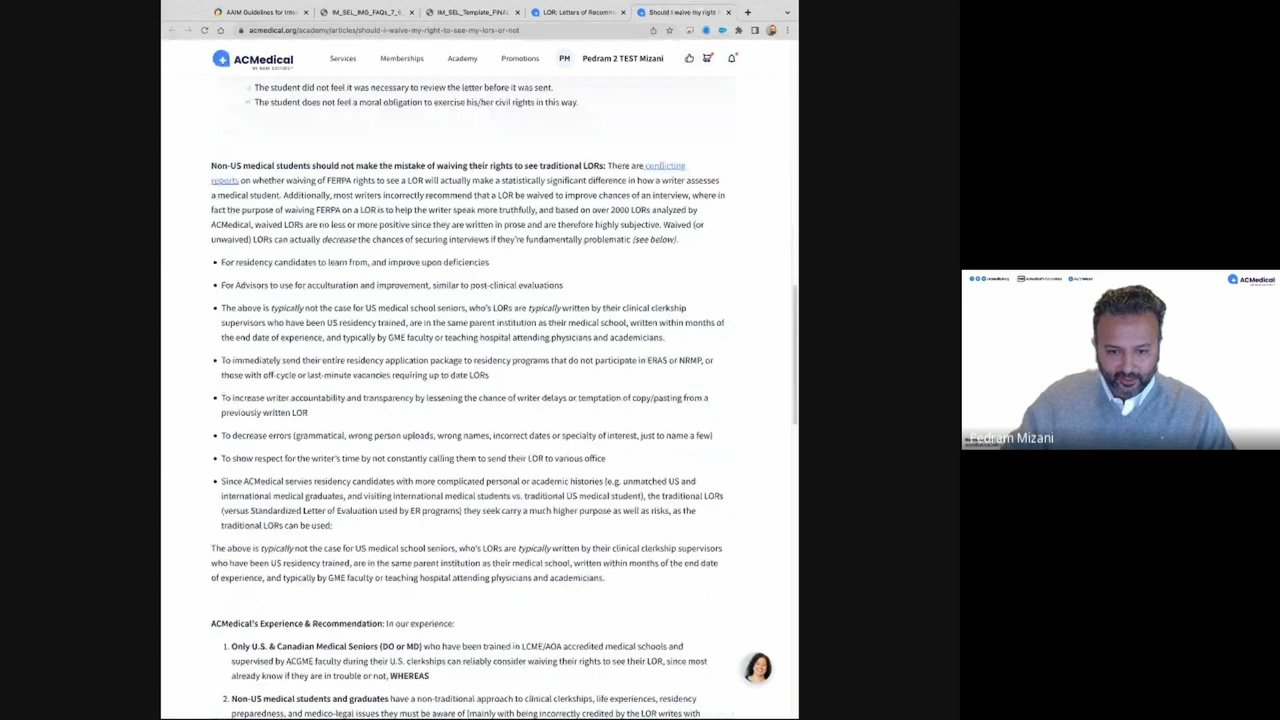 AAIM Guidelines for Inter
IM_SEL_IMG_FAQs_7_6_
IM_SEL_Template_FINAL
LOR: Letters of Recomm
Should I waive my right
acmedical.org/academy/articles/should-i-waive-my-right-to-see-my-lors-or-not
ACMedical
WE MAKE DOCTORS
Services
Memberships
Academy
Promotions
PM
Pedram 2 TEST Mizani
The student did not feel it was necessary to review the letter before it was sent.
The student does not feel a moral obligation to exercise his/her civil rights in this way.
Non-US medical students should not make the mistake of waiving their rights to see traditional LORs: There are conflicting
reports on whether waiving of FERPA rights to see a LOR will actually make a statistically significant difference in how a writer assesses
a medical student. Additionally, most writers incorrectly recommend that a LOR be waived to improve chances of an interview, where in
fact the purpose of waiving FERPA on a LOR is to help the writer speak more truthfully, and based on over 2000 LORs analyzed by
ACMedical, waived LORs are no less or more positive since they are written in prose and are therefore highly subjective. Waived (or
unwaived) LORs can actually decrease the chances of securing interviews if they're fundamentally problematic (see below).
• For residency candidates to learn from, and improve upon deficiencies
• For Advisors to use for acculturation and improvement, similar to post-clinical evaluations
• The above is typically not the case for US medical school seniors, who's LORs are typically written by their clinical clerkship
supervisors who have been US residency trained, are in the same parent institution as their medical school, written within months of
the end date of experience, and typically by GME faculty or teaching hospital attending physicians and academicians.
• To immediately send their entire residency application package to residency programs that do not participate in ERAS or NRMP, or
those with off-cycle or last-minute vacancies requiring up to date LORs
• To increase writer accountability and transparency by lessening the chance of writer delays or temptation of copy/pasting from a
previously written LOR
• To decrease errors (grammatical, wrong person uploads, wrong names, incorrect dates or specialty of interest, just to name a few)
• To show respect for the writer's time by not constantly calling them to send their LOR to various office
• Since ACMedical servies residency candidates with more complicated personal or academic histories (e.g. unmatched US and
international medical graduates, and visiting international medical students vs. traditional US medical student), the traditional LORs
(versus Standardized Letter of Evaluation used by ER programs) they seek carry a much higher purpose as well as risks, as the
traditional LORs can be used:
The above is typically not the case for US medical school seniors, who's LORs are typically written by their clinical clerkship supervisors
who have been US residency trained, are in the same parent institution as their medical school, written within months of the end date
of experience, and typically by GME faculty or teaching hospital attending physicians and academicians.
ACMedical's Experience & Recommendation: In our experience:
1. Only U.S. & Canadian Medical Seniors (DO or MD) who have been trained in LCME/AOA accredited medical schools and
supervised by ACGME faculty during their U.S. clerkships can reliably consider waiving their rights to see their LOR, since most
already know if they are in trouble or not, WHEREAS
2. Non-US medical students and graduates have a non-traditional approach to clinical clerkships, life experiences, residency
preparedness, and medico-legal issues they must be aware of (mainly with being incorrectly credited by the LOR writes with
ACMedical
Pedram Mizani